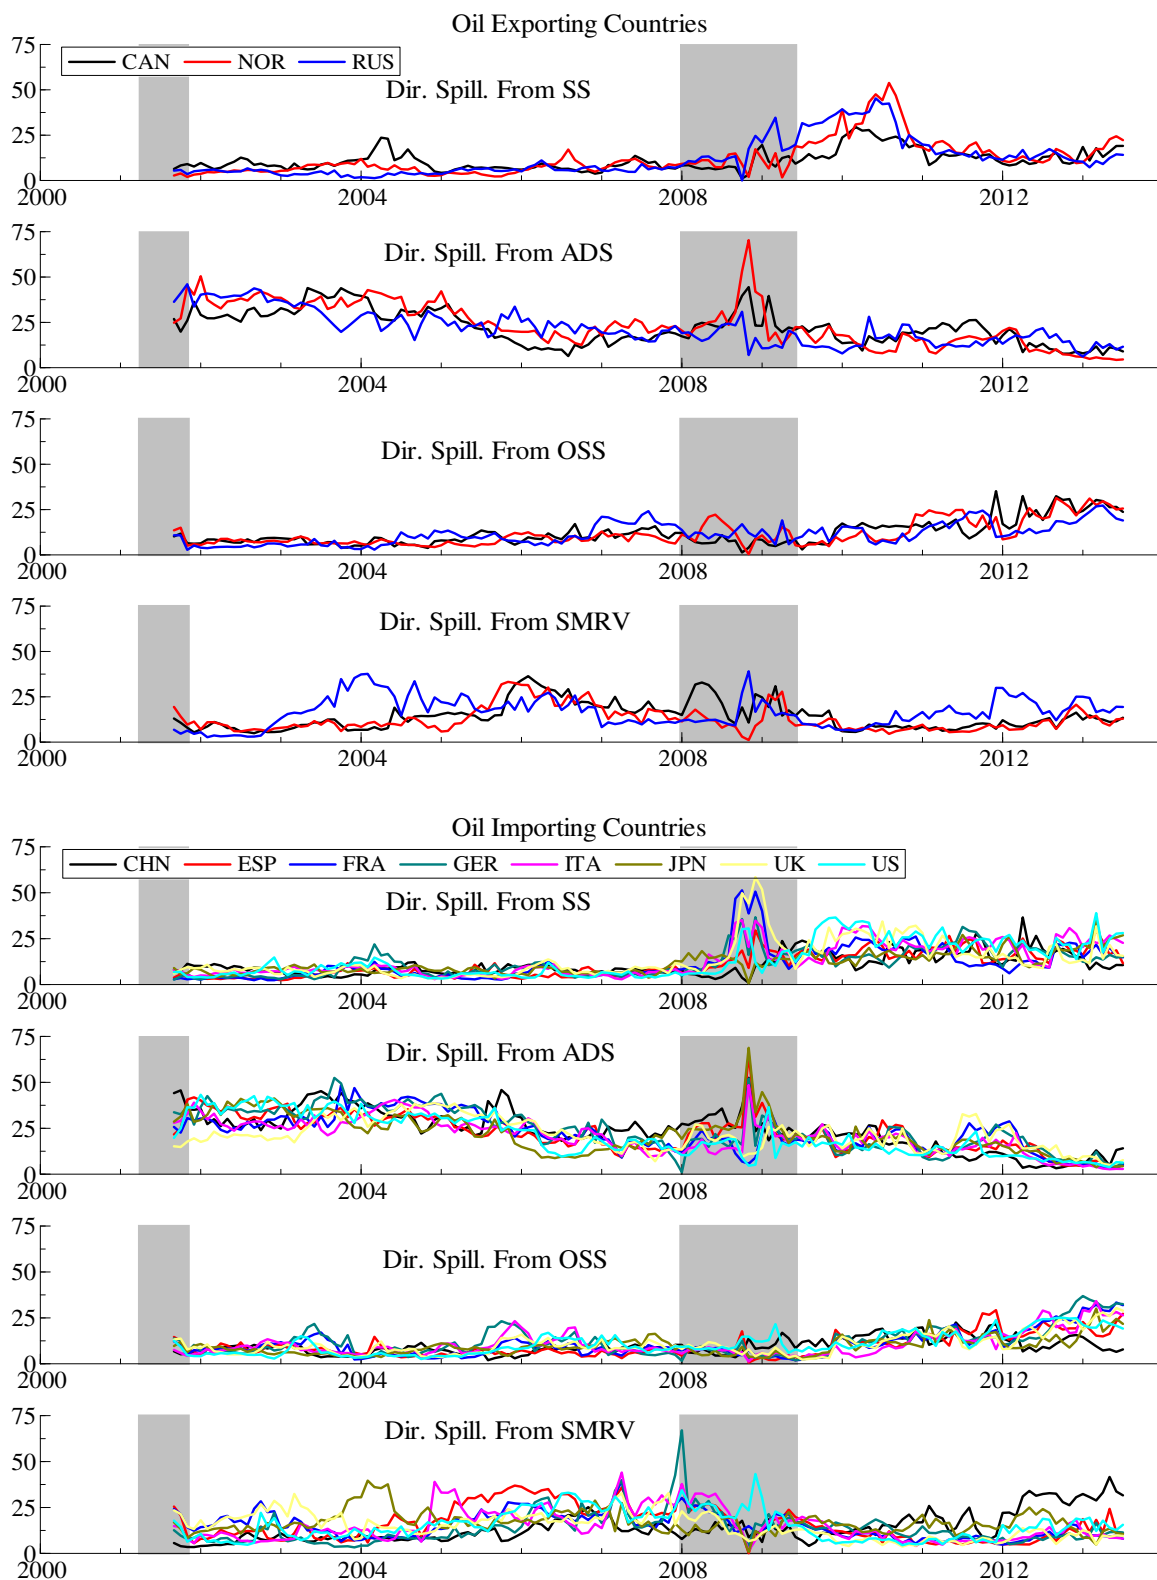 Oil Exporting Countries
75
CAN NOR RUS
50
Dir. Spill. From SS
25
0
2000 2004 2008 2012
75
Dir. Spill. From ADS
50
25
0
2000 2004 2008 2012
75
50
Dir. Spill. From OSS
25
0
2000 2004 2008 2012
75
Dir. Spill. From SMRV
50
25
0
2000 2004 2008 2012
Oil Importing Countries
75
CHN ESP FRA GER ITA JPN UK US
50
Dir. Spill. From SS
25
0
2000 2004 2008 2012
75
Dir. Spill. From ADS
50
25
0
2000 2004 2008 2012
75
Dir. Spill. From OSS
50
25
0
2000 2004 2008 2012
75
Dir. Spill. From SMRV
50
25
0
2000 2004 2008 2012